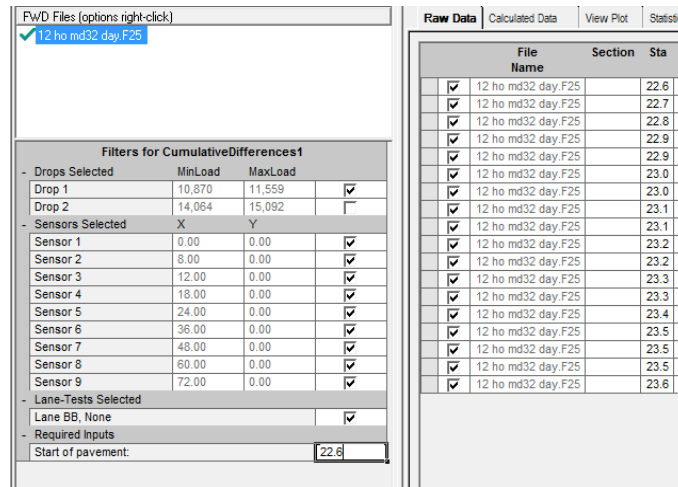 FWD Files (options right-click)
12 ho md32 day.F25
Filters for CumulativeDifferences1
- Drops Selected MinLoad MaxLoad
Drop 1 10,870 11,559
Drop 2 14,064 15,092
- Sensors Selected X Y
Sensor 1 0.00 0.00
Sensor 2 8.00 0.00
Sensor 3 12.00 0.00
Sensor 4 18.00 0.00
Sensor 5 24.00 0.00
Sensor 6 36.00 0.00
Sensor 7 48.00 0.00
Sensor 8 60.00 0.00
Sensor 9 72.00 0.00
- Lane-Tests Selected
Lane BB, None
- Required Inputs
Start of pavement: 22.6
Raw Data Calculated Data View Plot Statisti
File Section Sta
Name
12 ho md32 day.F25 22.6
12 ho md32 day.F25 22.7
12 ho md32 day.F25 22.8
12 ho md32 day.F25 22.9
12 ho md32 day.F25 22.9
12 ho md32 day.F25 23.0
12 ho md32 day.F25 23.0
12 ho md32 day.F25 23.1
12 ho md32 day.F25 23.1
12 ho md32 day.F25 23.2
12 ho md32 day.F25 23.2
12 ho md32 day.F25 23.3
12 ho md32 day.F25 23.3
12 ho md32 day.F25 23.4
12 ho md32 day.F25 23.5
12 ho md32 day.F25 23.5
12 ho md32 day.F25 23.5
12 ho md32 day.F25 23.6